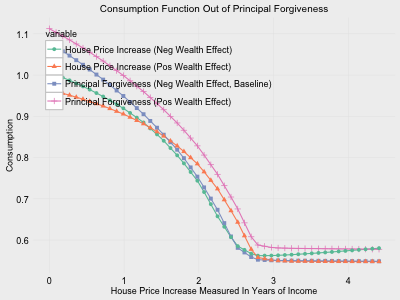 Consumption Function Out of Principal Forgiveness
variable
House Price Increase (Neg Wealth Effect)
House Price Increase (Pos Wealth Effect)
Principal Forgiveness (Neg Wealth Effect, Baseline)
Principal Forgiveness (Pos Wealth Effect)
Consumption
1.1
1.0
0.9
0.8
0.7
0.6
0
1
2
3
4
House Price Increase Measured In Years of Income